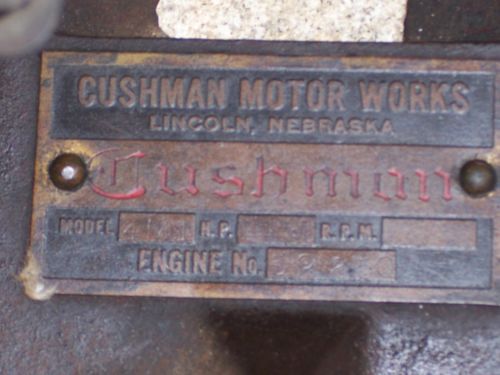 CUSHMAN MOTOR WORKS
LINCOLN, NEBRASKA
Cushman
MODEL H.P. R.P.M.
ENGINE No.